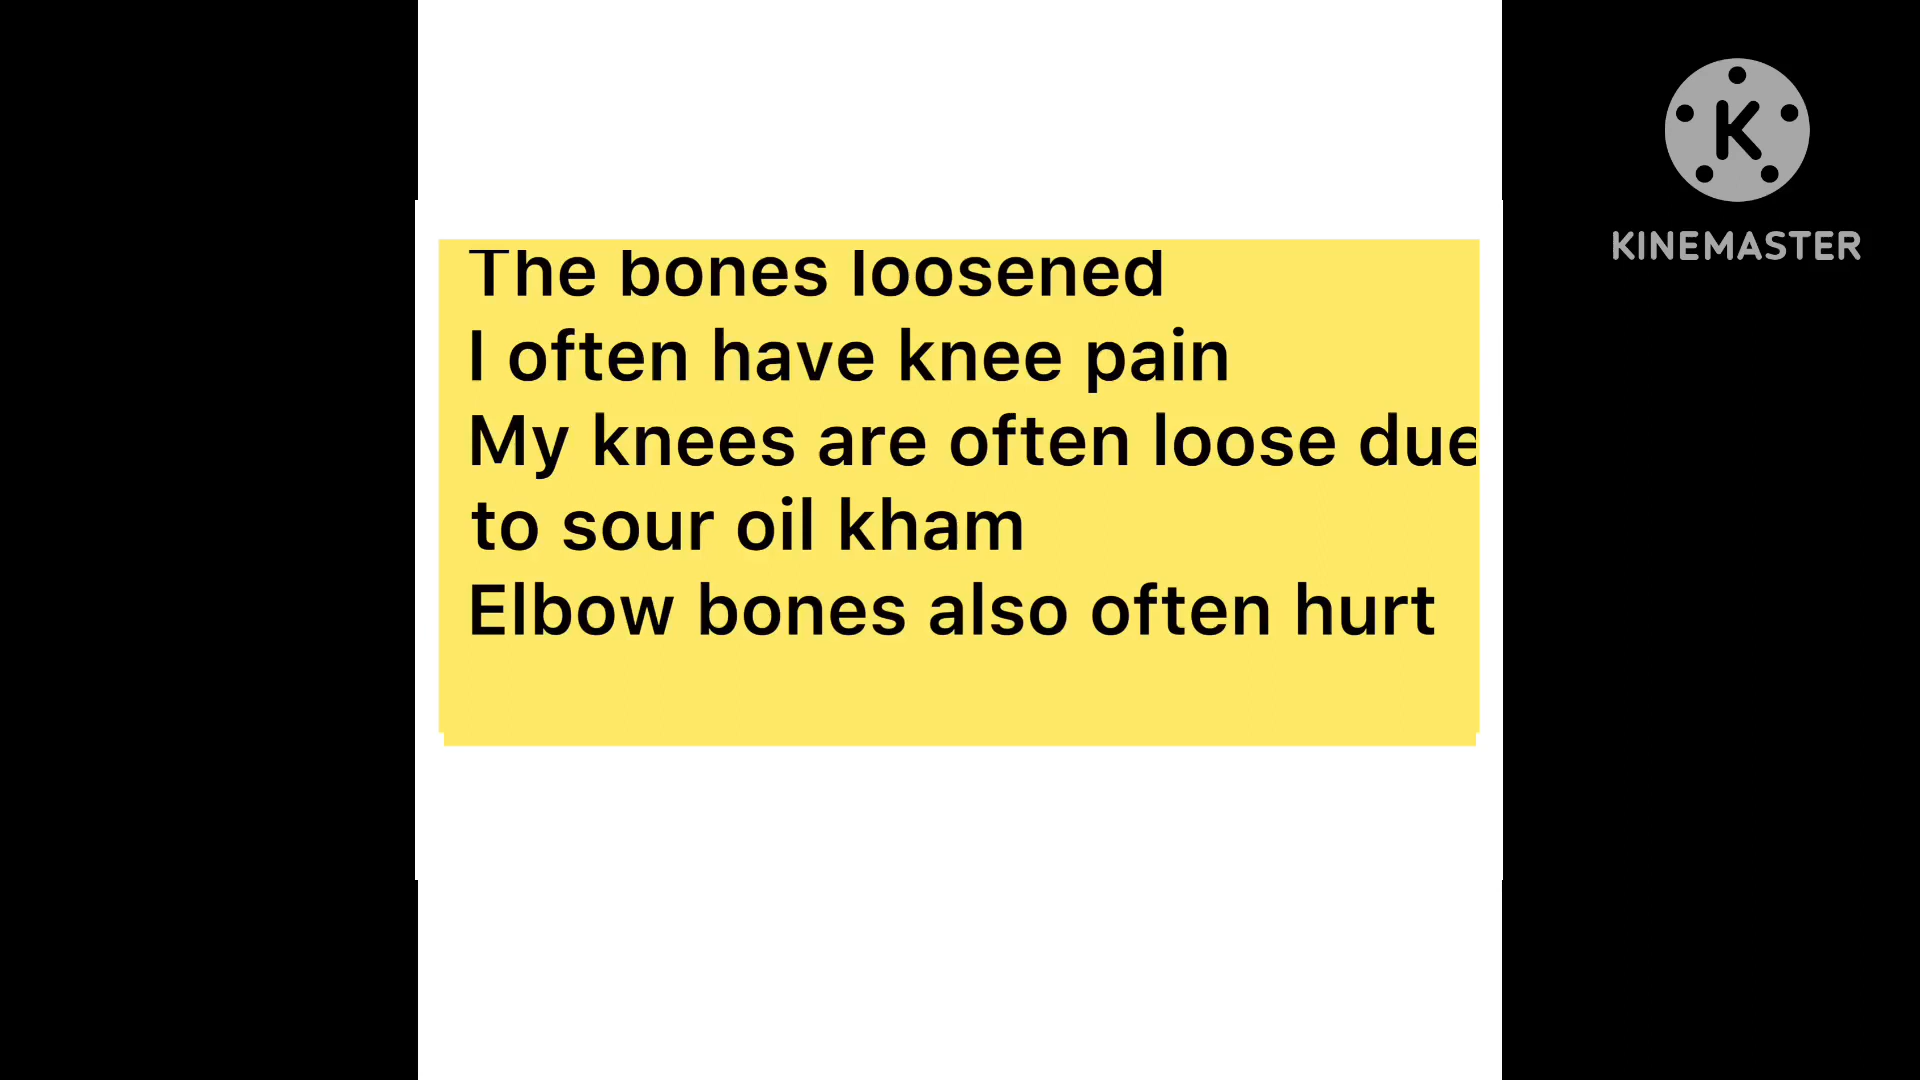 The bones loosened
I often have knee pain
My knees are often loose due
to sour oil kham
Elbow bones also often hurt
KINEMASTER